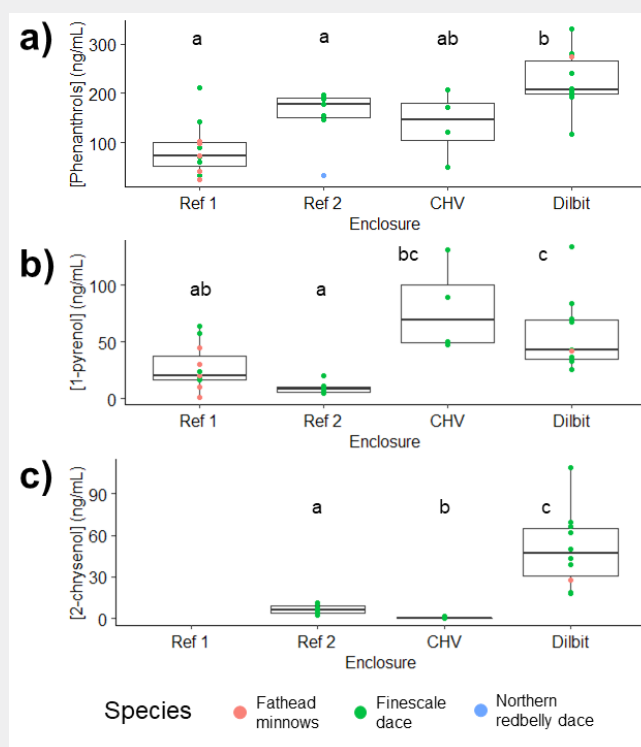 a)
[Phenanthrols] (ng/mL)
300
200
100
a
a
ab
b
Ref 1
Ref 2
CHV
Dilbit
Enclosure
b)
[1-pyrenol] (ng/mL)
100
50
0
ab
a
bc
c
Ref 1
Ref 2
CHV
Dilbit
Enclosure
c)
[2-chrysenol] (ng/mL)
90
60
30
0
a
b
c
Ref 1
Ref 2
CHV
Dilbit
Enclosure
Species
Fathead
minnows
Finescale
dace
Northern
redbelly dace